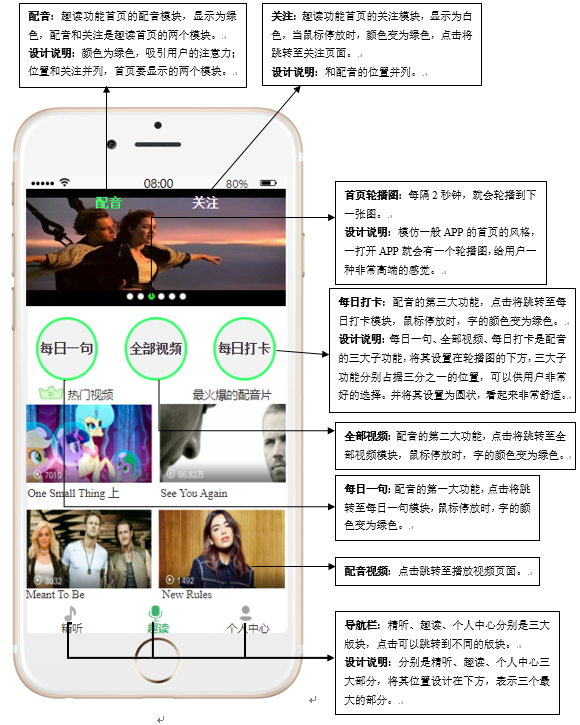 配音：趣读功能首页的配音模块，显示为绿
色，配音和关注是趣读首页的两个模块。
设计说明：颜色为绿色，吸引用户的注意力；
位置和关注并列，首页要显示的两个模块。
关注：趣读功能首页的关注模块，显示为白
色，当鼠标停放时，颜色变为绿色，点击将
跳转至关注页面。
设计说明：和配音的位置并列。
08:00
80%
配音
关注
首页轮播图：每隔 2 秒钟，就会轮播到下
一张图。
设计说明：模仿一般 APP 的首页的风格，
一打开 APP 就会有一个轮播图，给用户一
种非常高端的感觉。
每日一句
全部视频
每日打卡
每日打卡：配音的第三大功能，点击将跳转至每
日打卡模块，鼠标停放时，字的颜色变为绿色。
设计说明：每日一句、全部视频、每日打卡是配音
的三大子功能，将其设置在轮播图的下方，三大子
功能分别占据三分之一的位置，可以供用户非常
好的选择。并将其设置为圆状，看起来非常舒适。
热门视频
最火爆的配音片
7010
66.82万
One Small Thing 上
See You Again
全部视频：配音的第二大功能，点击将跳转至全
部视频模块，鼠标停放时，字的颜色变为绿色。
每日一句：配音的第一大功能，点击将跳
转至每日一句模块，鼠标停放时，字的颜
色变为绿色。
3032
1492
Meant To Be
New Rules
配音视频：点击跳转至播放视频页面。
精听
趣读
个人中心
导航栏：精听、趣读、个人中心分别是三大
版块，点击可以跳转到不同的版块。
设计说明：分别是精听、趣读、个人中心三
大部分，将其位置设计在下方，表示三个最
大的部分。